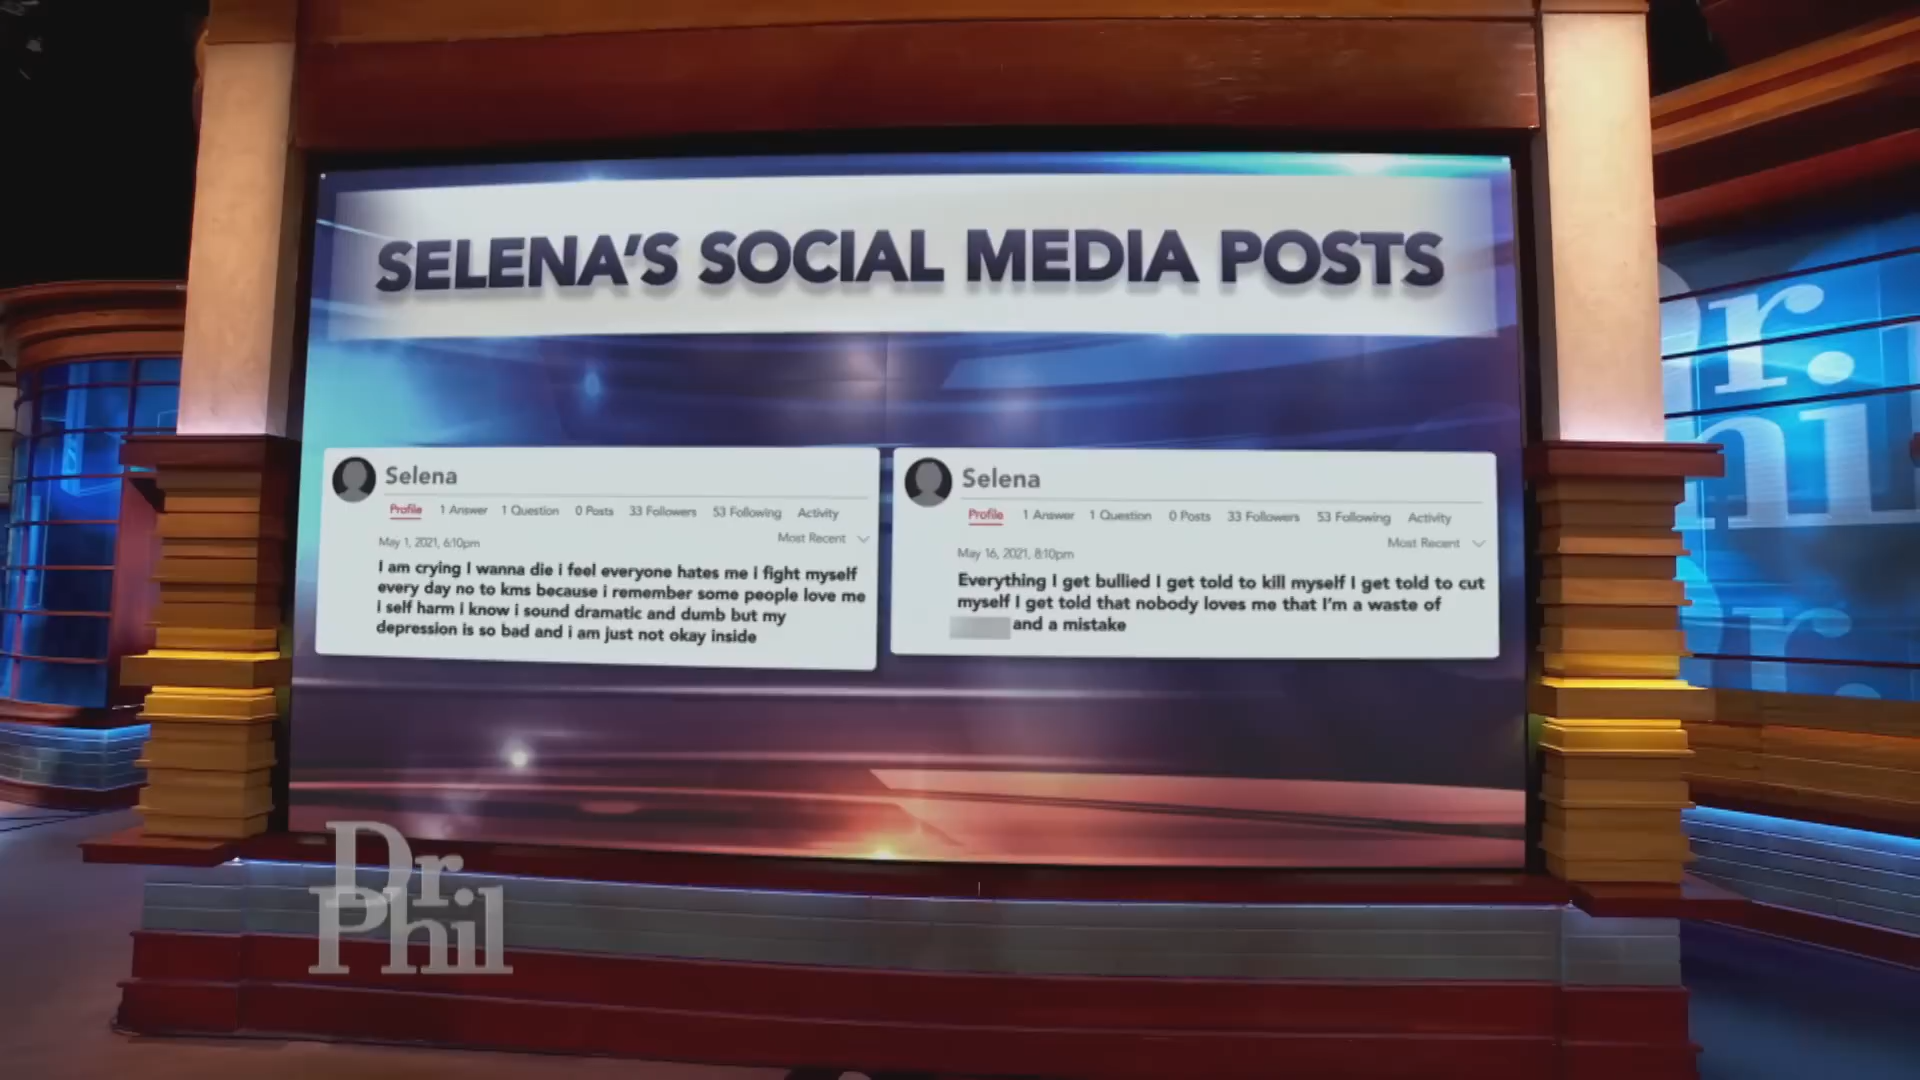 SELENA'S SOCIAL MEDIA POSTS
Selena
Profile 1 Answer 1 Question 0 Posts 33 Followers 53 Following Activity
Most Recent
May 1, 2021, 6:10pm
I am crying I wanna die i feel everyone hates me i fight myself
every day no to kms because i remember some people love me
I self harm i know i sound dramatic and dumb but my
depression is so bad and i am just not okay inside
Selena
Profile 1 Answer 1 Question 0 Posts 33 Followers 53 Following Activity
Most Recent
May 16, 2021, 8:10pm
Everything I get bullied I get told to kill myself I get told to cut
myself I get told that nobody loves me that I'm a waste of
and a mistake
Dr.
Phil
Dr.
Phil
Dr.